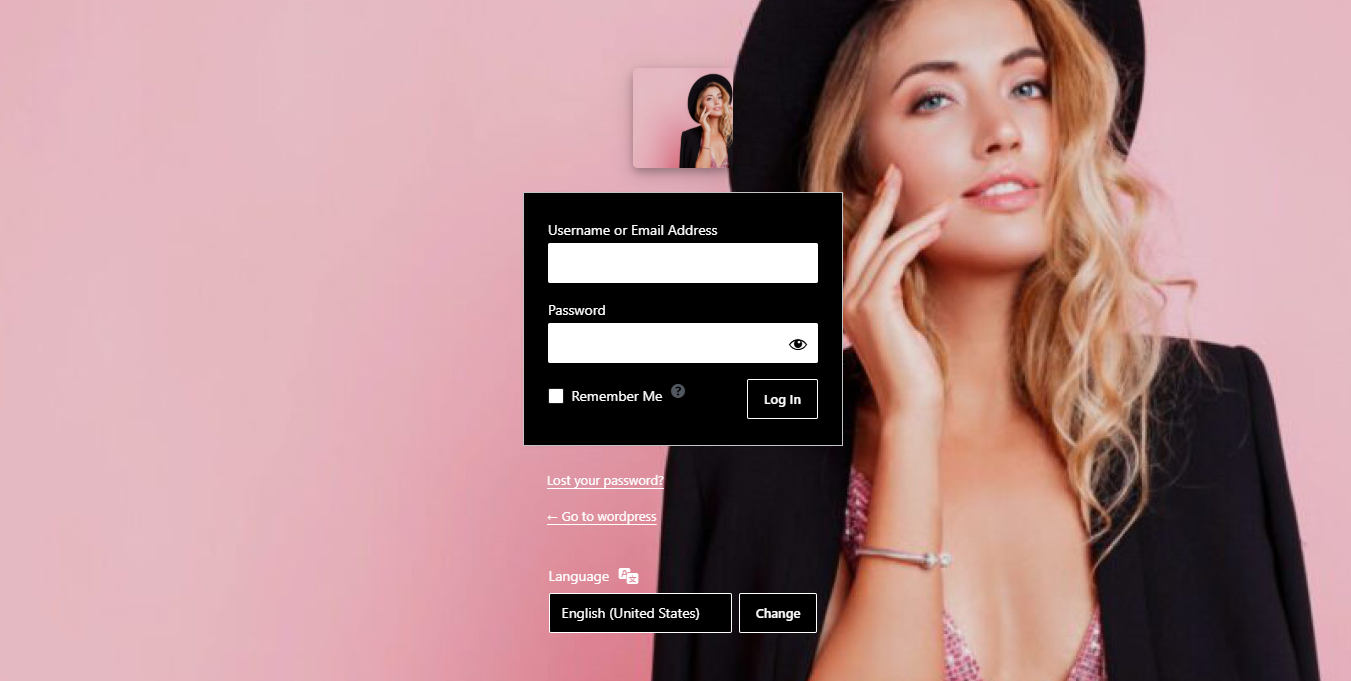 Username or Email Address
Password
Remember Me ?
Log In
Lost your password?
← Go to wordpress
Language
English (United States)
Change